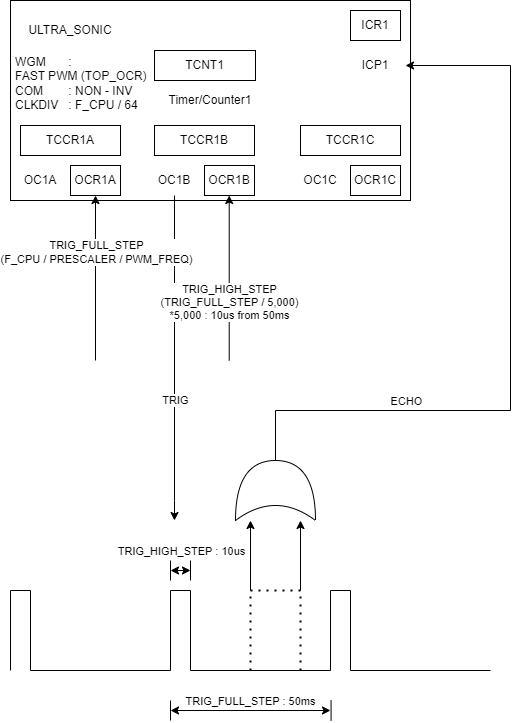 ULTRA_SONIC
ICR1
WGM :
FAST PWM (TOP_OCR)
COM : NON - INV
CLKDIV : F_CPU / 64
TCNT1
ICP1
Timer/Counter1
TCCR1A
TCCR1B
TCCR1C
OC1A
OCR1A
OC1B
OCR1B
OC1C
OCR1C
TRIG_FULL_STEP
(F_CPU / PRESCALER / PWM_FREQ)
TRIG_HIGH_STEP
(TRIG_FULL_STEP / 5,000)
*5,000 : 10us from 50ms
TRIG
ECHO
TRIG_HIGH_STEP : 10us
TRIG_FULL_STEP : 50ms